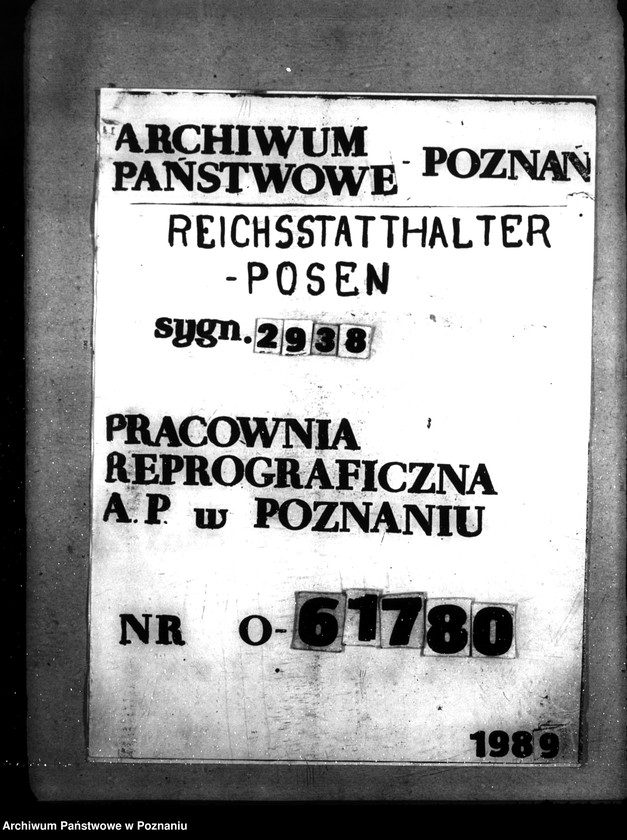 ARCHIWUM
PAŃSTWOWE - POZNAŃ
REICHSSTATTHALTER
-POSEN
sygn. 2938
PRACOWNIA
REPROGRAFICZNA
A.P. w POZNANIU
NR O-61780
1989
Archiwum Państwowe w Poznaniu